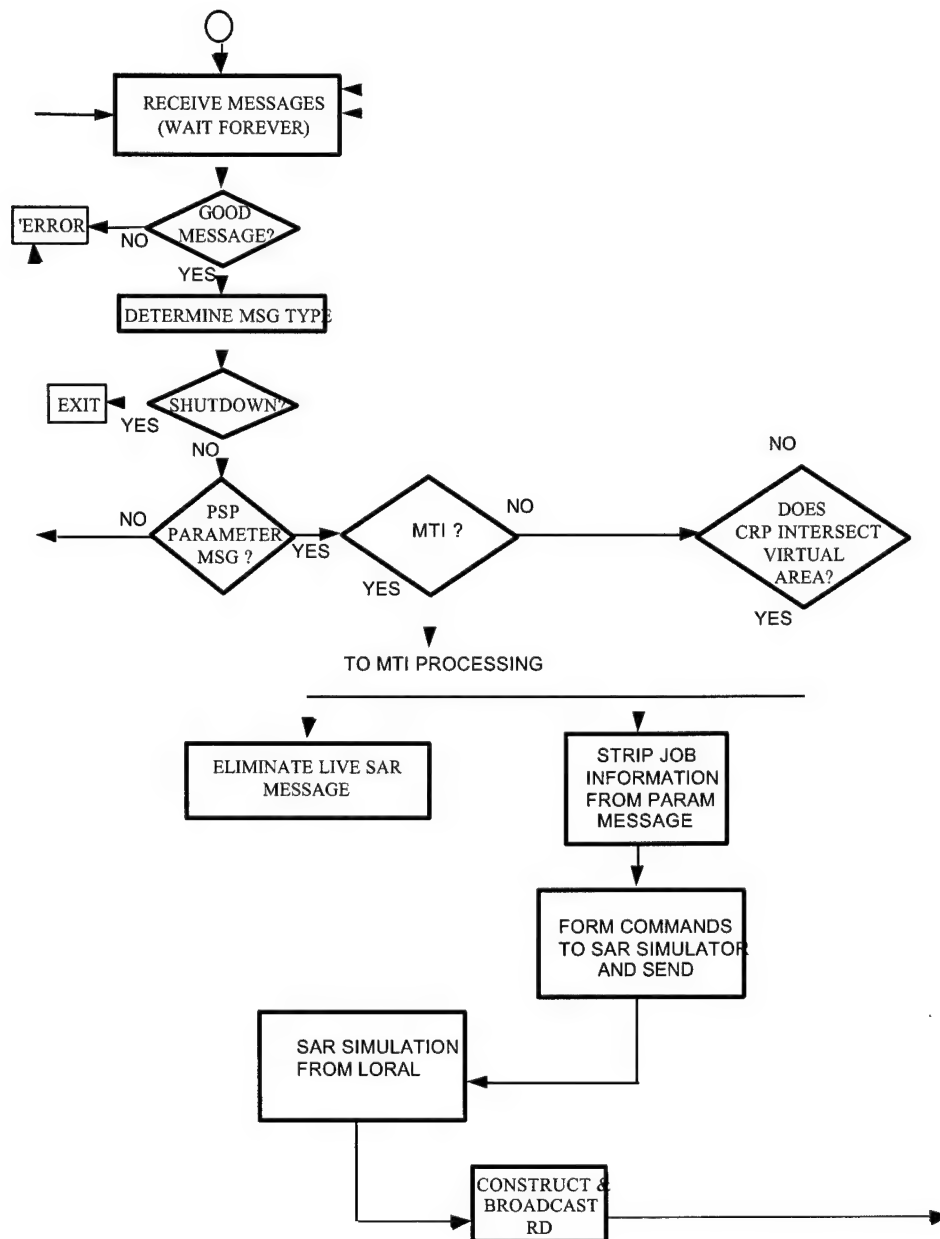 RECEIVE MESSAGES
(WAIT FOREVER)
GOOD
MESSAGE?
'ERROR
NO
YES
DETERMINE MSG TYPE
SHUTDOWN?
EXIT
YES
NO
PSP
PARAMETER
MSG ?
NO
YES
MTI ?
NO
YES
NO
DOES
CRP INTERSECT
VIRTUAL
AREA?
YES
TO MTI PROCESSING
ELIMINATE LIVE SAR
MESSAGE
STRIP JOB
INFORMATION
FROM PARAM
MESSAGE
FORM COMMANDS
TO SAR SIMULATOR
AND SEND
SAR SIMULATION
FROM LORAL
CONSTRUCT &
BROADCAST
RD